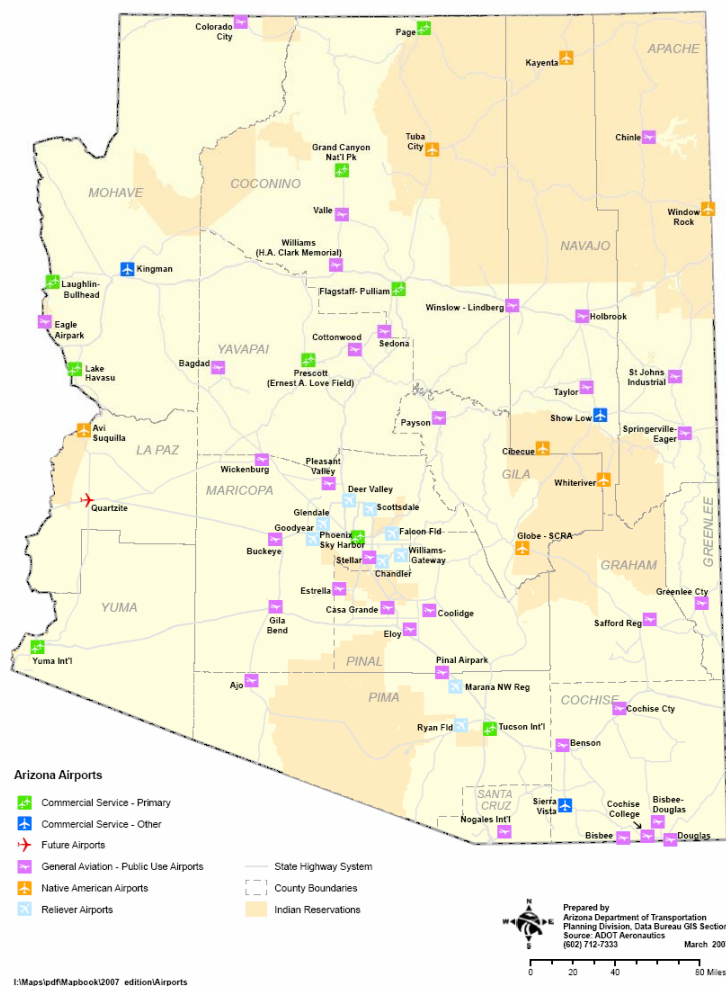 Colorado
City
Page
APACHE
Kayenta
Tuba
City
Chinle
Grand Canyon
Nat'l Pk
MOHAVE
COCONINO
Valle
Window
Rock
Williams
(H.A. Clark Memorial)
NAVAJO
Kingman
Laughlin-
Bullhead
Flagstaff- Pulliam
Winslow - Lindberg
Holbrook
Eagle
Airpark
Cottonwood
Sedona
YAVAPAI
Bagdad
Lake
Havasu
Prescott
(Ernest A. Love Field)
St Johns
Industrial
Taylor
Show Low
Payson
Avi
Suquilla
Springerville-
Eager
LA PAZ
Cibecue
Wickenburg
Pleasant
Valley
GILA
MARICOPA
Whiteriver
Deer Valley
Quartzite
Scottsdale
Glendale
Goodyear
Phoenix
Sky Harbor
Falcon Fld
Globe - SCRA
GREENLEE
Buckeye
Stellar
Williams-
Gateway
Chandler
GRAHAM
Estrella
YUMA
Greenlee Cty
Casa Grande
Coolidge
Gila
Bend
Safford Reg
Eloy
Yuma Int'l
PINAL
Pinal Airpark
Ajo
Marana NW Reg
PIMA
COCHISE
Cochise Cty
Ryan Fld
Tucson Int'l
Benson
SANTA
CRUZ
Sierra
Vista
Cochise
College
Bisbee-
Douglas
Nogales Int'l
Bisbee
Douglas
Arizona Airports
Commercial Service - Primary
Commercial Service - Other
Future Airports
General Aviation - Public Use Airports
Native American Airports
Reliever Airports
State Highway System
County Boundaries
Indian Reservations
N
W
E
S
Prepared by
Arizona Department of Transportation
Planning Division, Data Bureau GIS Section
Source: ADOT Aeronautics
(602) 712-7333 March 200
0 20 40 80 Miles
I:\Maps\pdf\Mapbook\2007_edition\Airports